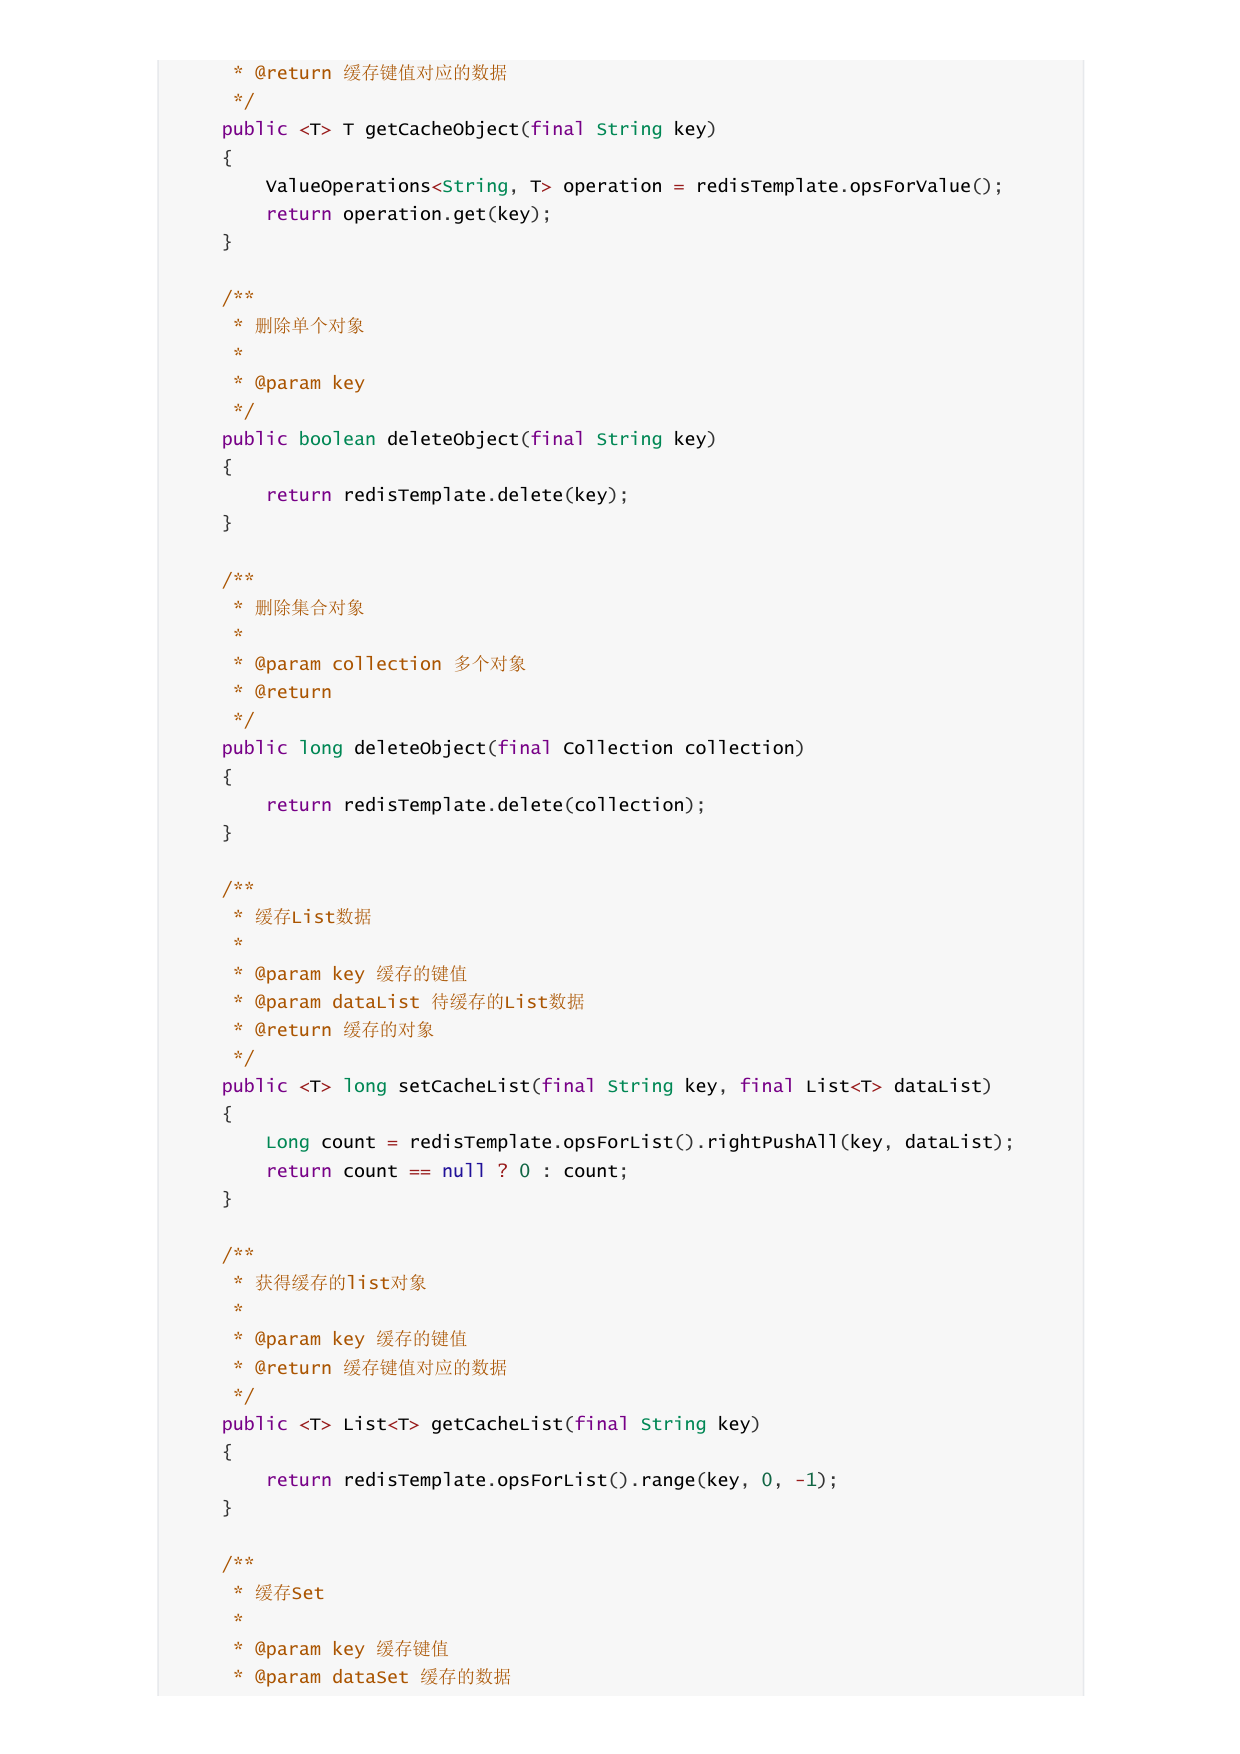 * @return 缓存键值对应的数据
     */
    public <T> T getCacheObject(final String key)
    {
        ValueOperations<String, T> operation = redisTemplate.opsForValue();
        return operation.get(key);
    }

    /**
     * 删除单个对象
     *
     * @param key
     */
    public boolean deleteObject(final String key)
    {
        return redisTemplate.delete(key);
    }

    /**
     * 删除集合对象
     *
     * @param collection 多个对象
     * @return
     */
    public long deleteObject(final Collection collection)
    {
        return redisTemplate.delete(collection);
    }

    /**
     * 缓存List数据
     *
     * @param key 缓存的键值
     * @param dataList 待缓存的List数据
     * @return 缓存的对象
     */
    public <T> long setCacheList(final String key, final List<T> dataList)
    {
        Long count = redisTemplate.opsForList().rightPushAll(key, dataList);
        return count == null ? 0 : count;
    }

    /**
     * 获得缓存的list对象
     *
     * @param key 缓存的键值
     * @return 缓存键值对应的数据
     */
    public <T> List<T> getCacheList(final String key)
    {
        return redisTemplate.opsForList().range(key, 0, -1);
    }

    /**
     * 缓存Set
     *
     * @param key 缓存键值
     * @param dataSet 缓存的数据